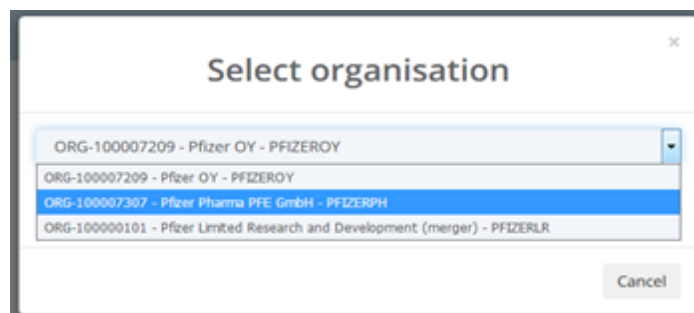 ×
Select organisation
ORG-100007209 - Pfizer OY - PFIZEROY
ORG-100007209 - Pfizer OY - PFIZEROY
ORG-100007307 - Pfizer Pharma PFE GmbH - PFIZERPH
ORG-100000101 - Pfizer Limited Research and Development (merger) - PFIZERLR
Cancel